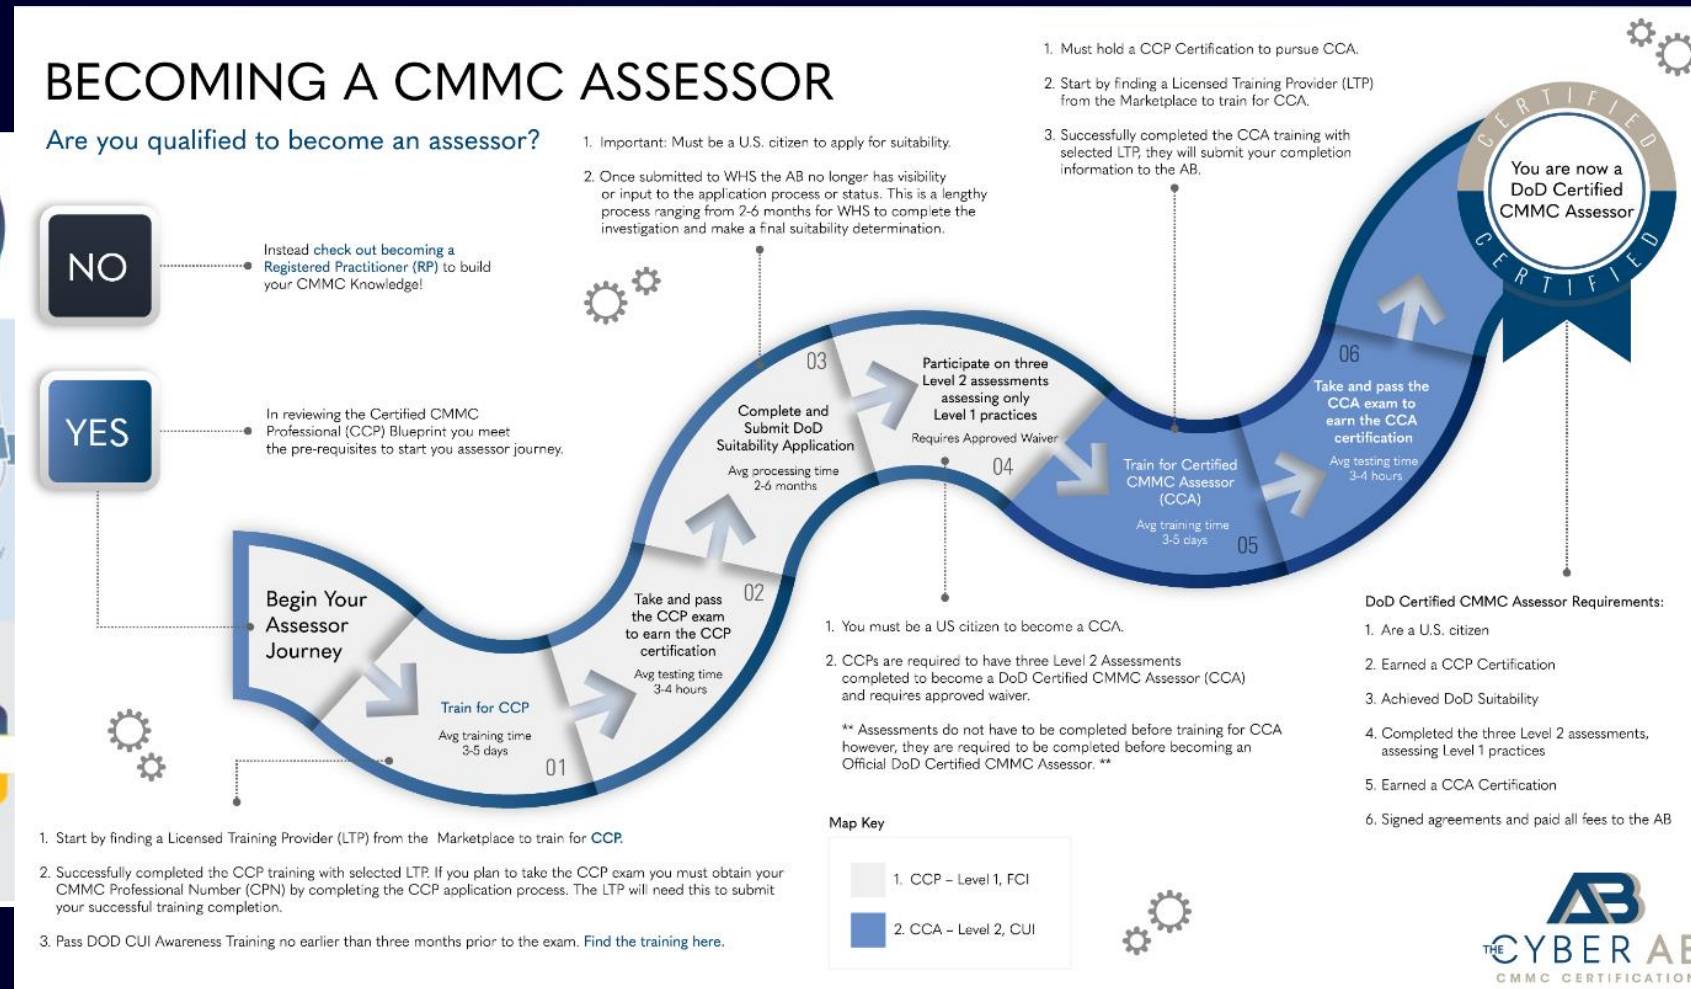 BECOMING A CMMC ASSESSOR
Are you qualified to become an assessor?
NO
Instead check out becoming a
Registered Practitioner (RP) to build
your CMMC Knowledge!
YES
In reviewing the Certified CMMC
Professional (CCP) Blueprint you meet
the pre-requisites to start you assessor journey.
1. Important: Must be a U.S. citizen to apply for suitability.
2. Once submitted to WHS the AB no longer has visibility
or input to the application process or status. This is a lengthy
process ranging from 2-6 months for WHS to complete the
investigation and make a final suitability determination.
1. Must hold a CCP Certification to pursue CCA.
2. Start by finding a Licensed Training Provider (LTP)
from the Marketplace to train for CCA.
3. Successfully completed the CCA training with
selected LTP, they will submit your completion
information to the AB.
CERTIFIED
You are now a
DoD Certified
CMMC Assessor
CERTIFIED
Begin Your
Assessor
Journey
Train for CCP
Avg training time
3-5 days
01
Take and pass
the CCP exam
to earn the CCP
certification
Avg testing time
3-4 hours
02
Complete and
Submit DoD
Suitability Application
Avg processing time
2-6 months
03
Participate on three
Level 2 assessments
assessing only
Level 1 practices
Requires Approved Waiver
04
Train for Certified
CMMC Assessor
(CCA)
Avg training time
3-5 days
05
06
Take and pass the
CCA exam to
earn the CCA
certification
Avg testing time
3-4 hours
1. Start by finding a Licensed Training Provider (LTP) from the Marketplace to train for CCP.
2. Successfully completed the CCP training with selected LTP. If you plan to take the CCP exam you must obtain your
CMMC Professional Number (CPN) by completing the CCP application process. The LTP will need this to submit
your successful training completion.
3. Pass DOD CUI Awareness Training no earlier than three months prior to the exam. Find the training here.
1. You must be a US citizen to become a CCA.
2. CCPs are required to have three Level 2 Assessments
completed to become a DoD Certified CMMC Assessor (CCA)
and requires approved waiver.
** Assessments do not have to be completed before training for CCA
however, they are required to be completed before becoming an
Official DoD Certified CMMC Assessor. **
Map Key
1. CCP – Level 1, FCI
2. CCA – Level 2, CUI
DoD Certified CMMC Assessor Requirements:
1. Are a U.S. citizen
2. Earned a CCP Certification
3. Achieved DoD Suitability
4. Completed the three Level 2 assessments,
assessing Level 1 practices
5. Earned a CCA Certification
6. Signed agreements and paid all fees to the AB
AB
THE CYBER AB
CMMC CERTIFICATION